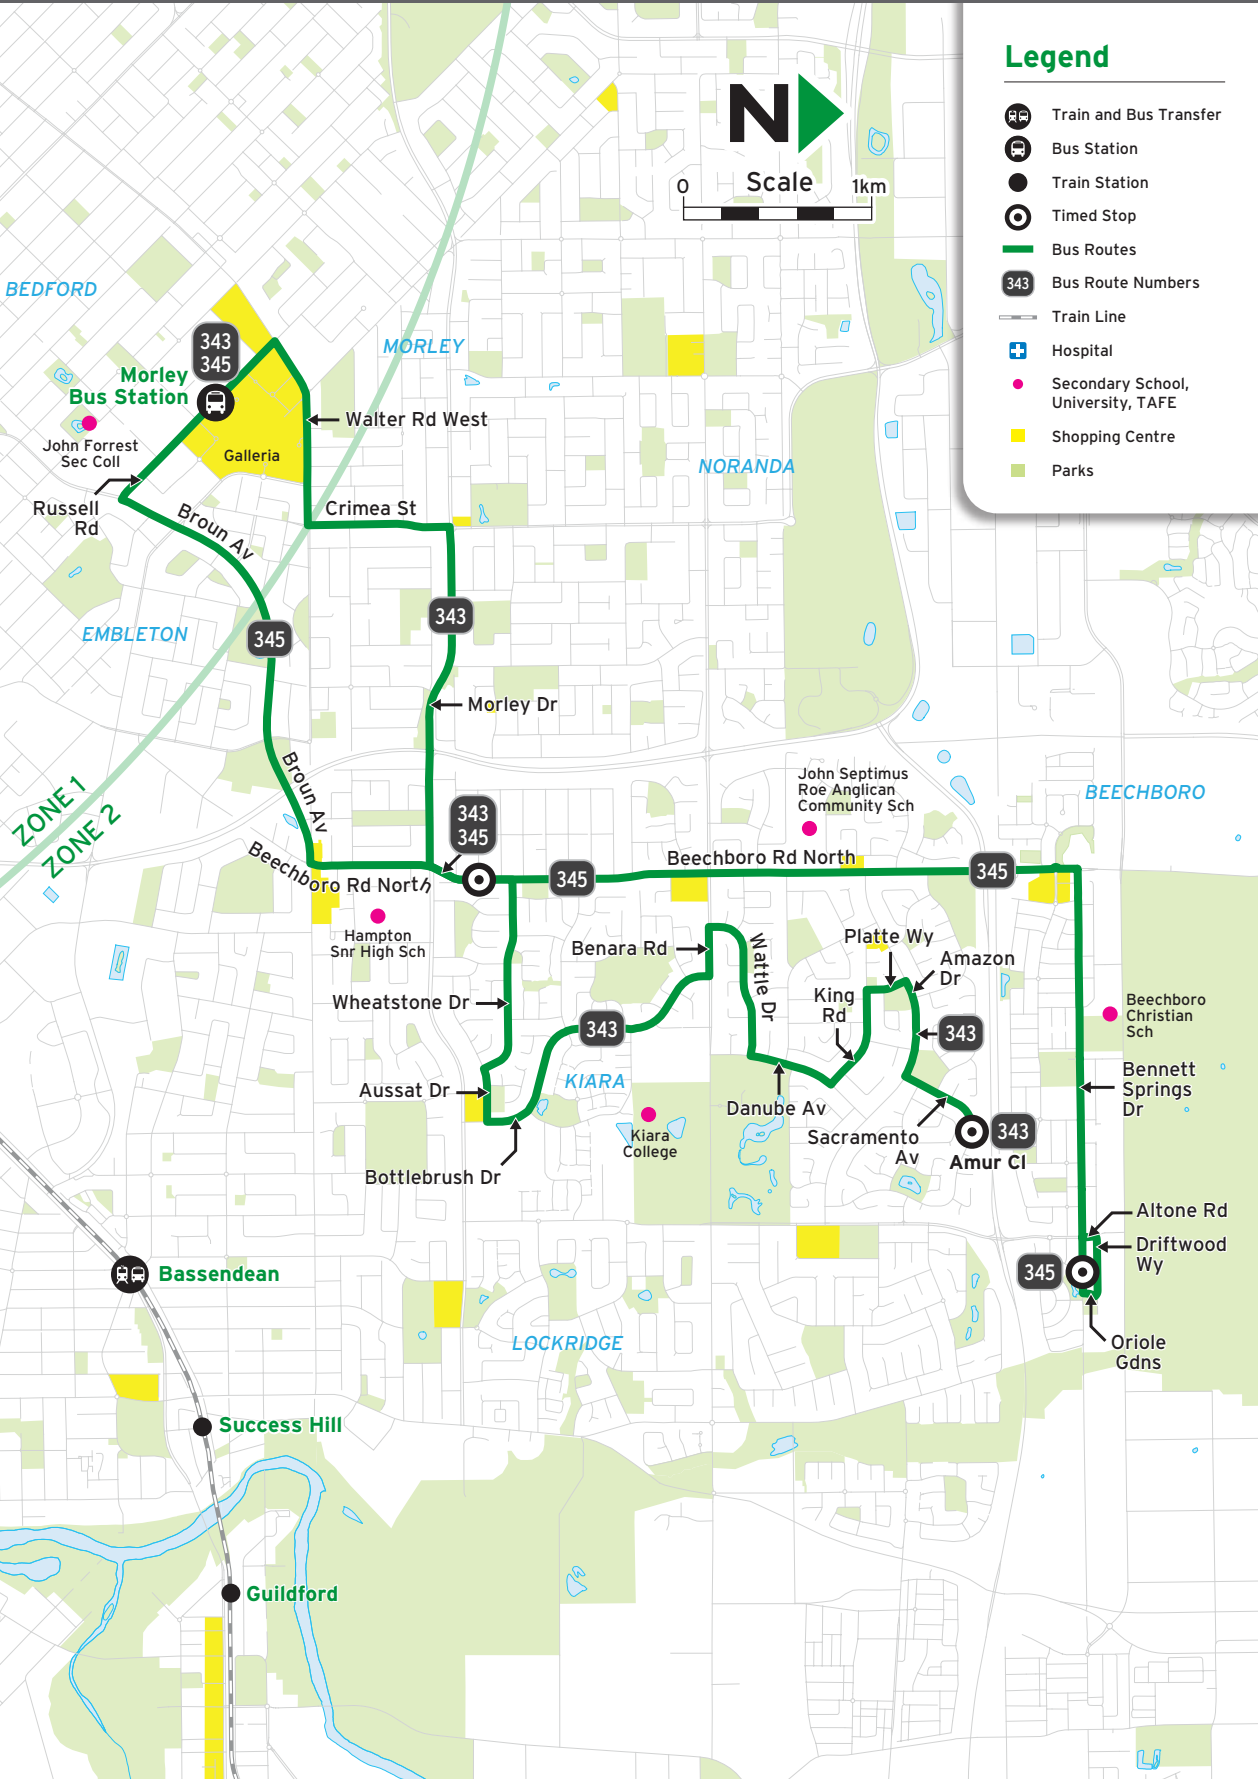 Legend
Train and Bus Transfer
Bus Station
Train Station
Timed Stop
Bus Routes
343
Bus Route Numbers
Train Line
Hospital
Secondary School,
University, TAFE
Shopping Centre
Parks
N
0
Scale
1km
BEDFORD
343
345
MORLEY
Morley
Bus Station
Walter Rd West
John Forrest
Sec Coll
Galleria
NORANDA
Russell
Rd
Broun Av
Crimea St
EMBLETON
345
343
Morley Dr
ZONE 1
ZONE 2
Broun Av
John Septimus
Roe Anglican
Community Sch
BEECHBORO
343
345
Beechboro Rd North
345
Beechboro Rd North
345
Hampton
Snr High Sch
Benara Rd
Wattle Dr
Platte Wy
Amazon
Dr
Wheatstone Dr
King
Rd
343
343
Beechboro
Christian
Sch
Aussat Dr
KIARA
Danube Av
Bennett
Springs
Dr
Kiara
College
Sacramento
Av
343
Amur Cl
Bottlebrush Dr
Altone Rd
Driftwood
Wy
345
Bassendean
LOCKRIDGE
Oriole
Gdns
Success Hill
Guildford